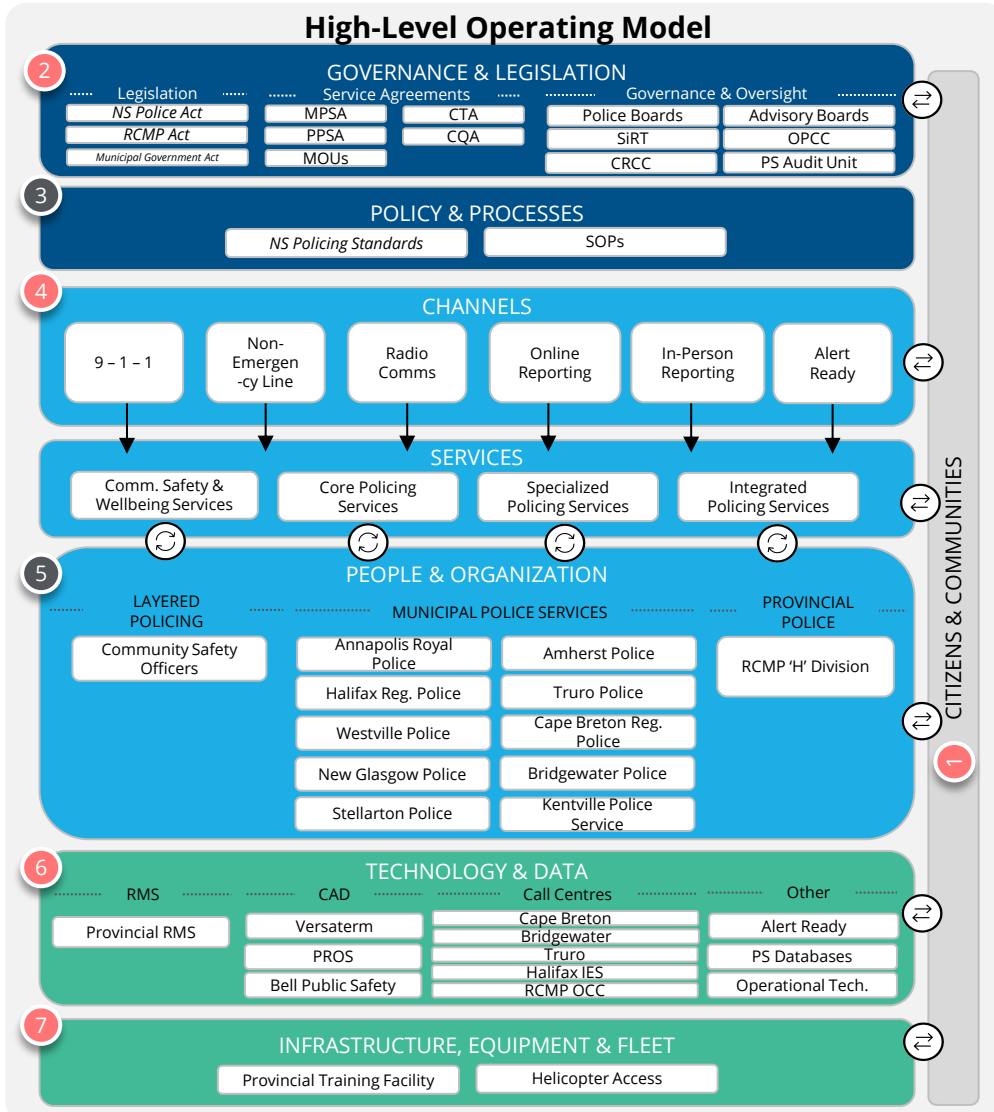 High-Level Operating Model
2
GOVERNANCE & LEGISLATION
Legislation
NS Police Act
RCMP Act
Municipal Government Act
Service Agreements
MPSA
CTA
PPSA
CQA
MOUs
Governance & Oversight
Police Boards
Advisory Boards
SiRT
OPCC
CRCC
PS Audit Unit
3
POLICY & PROCESSES
NS Policing Standards
SOPs
4
CHANNELS
9 – 1 – 1
Non-
Emergen
-cy Line
Radio
Comms
Online
Reporting
In-Person
Reporting
Alert
Ready
SERVICES
Comm. Safety &
Wellbeing Services
Core Policing
Services
Specialized
Policing Services
Integrated
Policing Services
5
PEOPLE & ORGANIZATION
LAYERED
POLICING
Community Safety
Officers
MUNICIPAL POLICE SERVICES
Annapolis Royal
Police
Amherst Police
Halifax Reg. Police
Truro Police
Westville Police
Cape Breton Reg.
Police
New Glasgow Police
Bridgewater Police
Stellarton Police
Kentville Police
Service
PROVINCIAL
POLICE
RCMP ‘H’ Division
6
TECHNOLOGY & DATA
RMS
Provincial RMS
CAD
Versaterm
PROS
Bell Public Safety
Call Centres
Cape Breton
Bridgewater
Truro
Halifax IES
RCMP OCC
Other
Alert Ready
PS Databases
Operational Tech.
7
INFRASTRUCTURE, EQUIPMENT & FLEET
Provincial Training Facility
Helicopter Access
CITIZENS & COMMUNITIES
1